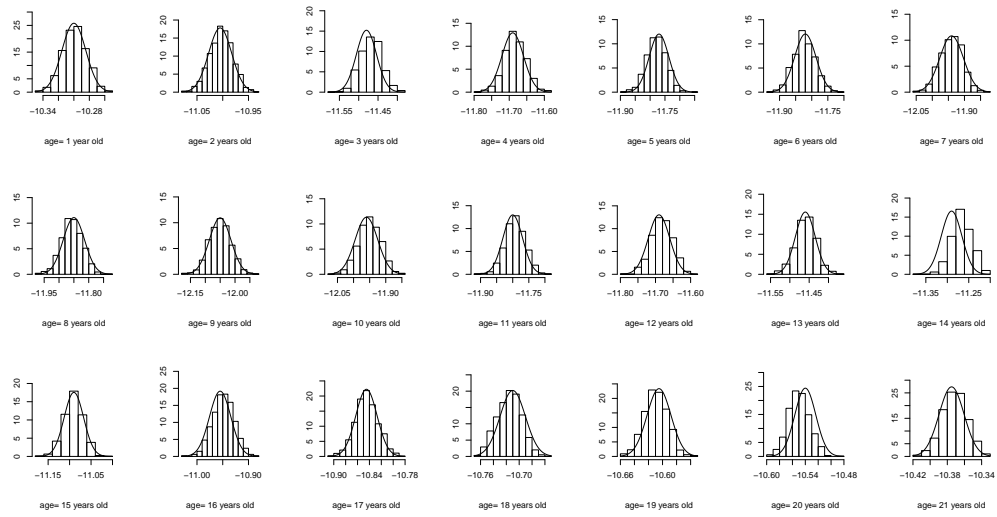 0 5 10 15 20 25
−10.34 −10.28
age= 1 year old
0 5 10 15 20
−11.05 −10.95
age= 2 years old
0 5 10 15 20
−11.55 −11.45
age= 3 years old
0 5 10 15
−11.80 −11.70 −11.60
age= 4 years old
0 5 10 15
−11.90 −11.75
age= 5 years old
0 5 10 15
−11.90 −11.75
age= 6 years old
0 5 10 15
−12.05 −11.90
age= 7 years old
0 5 10 15
−11.95 −11.80
age= 8 years old
0 5 10 15
−12.15 −12.00
age= 9 years old
0 5 10 15
−12.05 −11.90
age= 10 years old
0 5 10 15
−11.90 −11.75
age= 11 years old
0 5 10 15
−11.80 −11.70 −11.60
age= 12 years old
0 5 10 15 20
−11.55 −11.45
age= 13 years old
0 5 10 15 20
−11.35 −11.25
age= 14 years old
0 5 10 15 20
−11.15 −11.05
age= 15 years old
0 5 10 15 20 25
−11.00 −10.90
age= 16 years old
0 5 10 15 20 25
−10.90 −10.84 −10.78
age= 17 years old
0 5 10 15 20 25
−10.76 −10.70
age= 18 years old
0 5 10 15 20 25
−10.66 −10.60
age= 19 years old
0 5 10 20 30
−10.60 −10.54 −10.48
age= 20 years old
0 5 10 15 20 25
−10.42 −10.38 −10.34
age= 21 years old